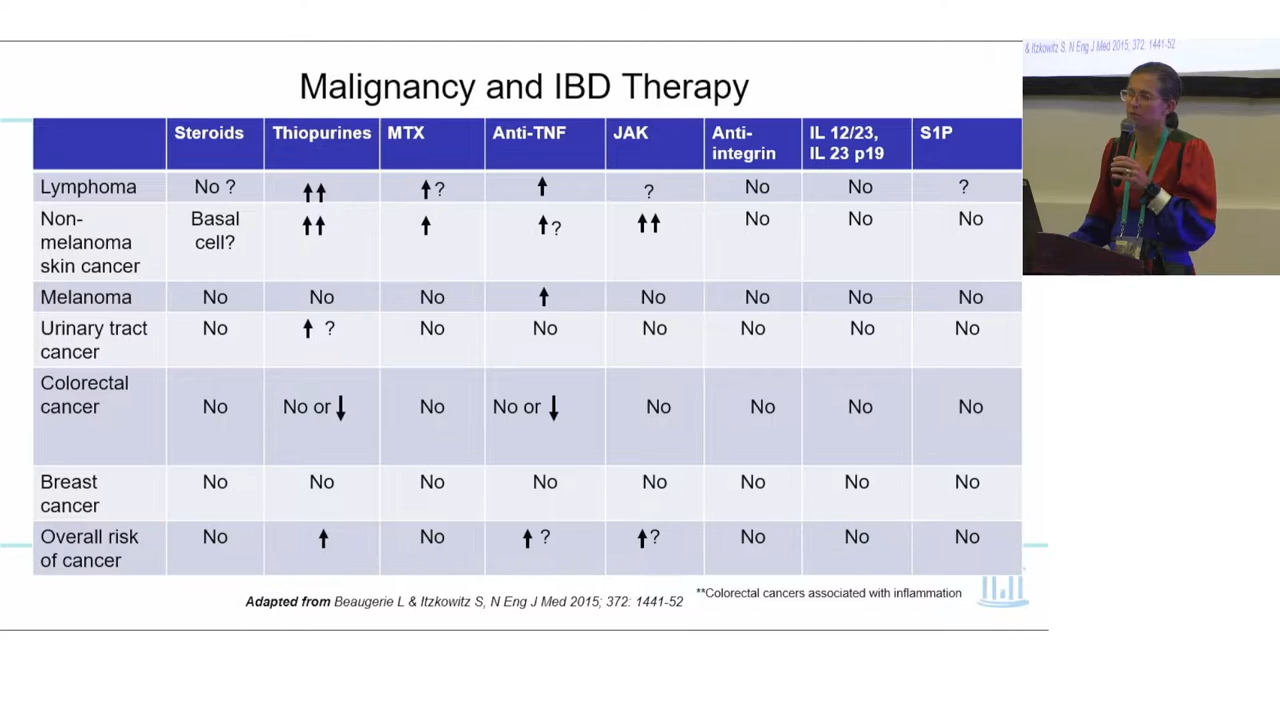 & Itzkowitz S, N Eng J Med 2015; 372: 1441-52
Malignancy and IBD Therapy
Steroids Thiopurines MTX Anti-TNF JAK Anti-integrin IL 12/23, IL 23 p19 S1P
Lymphoma No ? ↑↑ ↑? ↑ ? No No ?
Non-melanoma skin cancer Basal cell? ↑↑ ↑ ↑? ↑↑ No No No
Melanoma No No No ↑ No No No No
Urinary tract cancer No ↑ ? No No No No No No
Colorectal cancer No No or ↓ No No or ↓ No No No No
Breast cancer No No No No No No No No
Overall risk of cancer No ↑ No ↑ ? ↑? No No No
Adapted from Beaugerie L & Itzkowitz S, N Eng J Med 2015; 372: 1441-52
**Colorectal cancers associated with inflammation